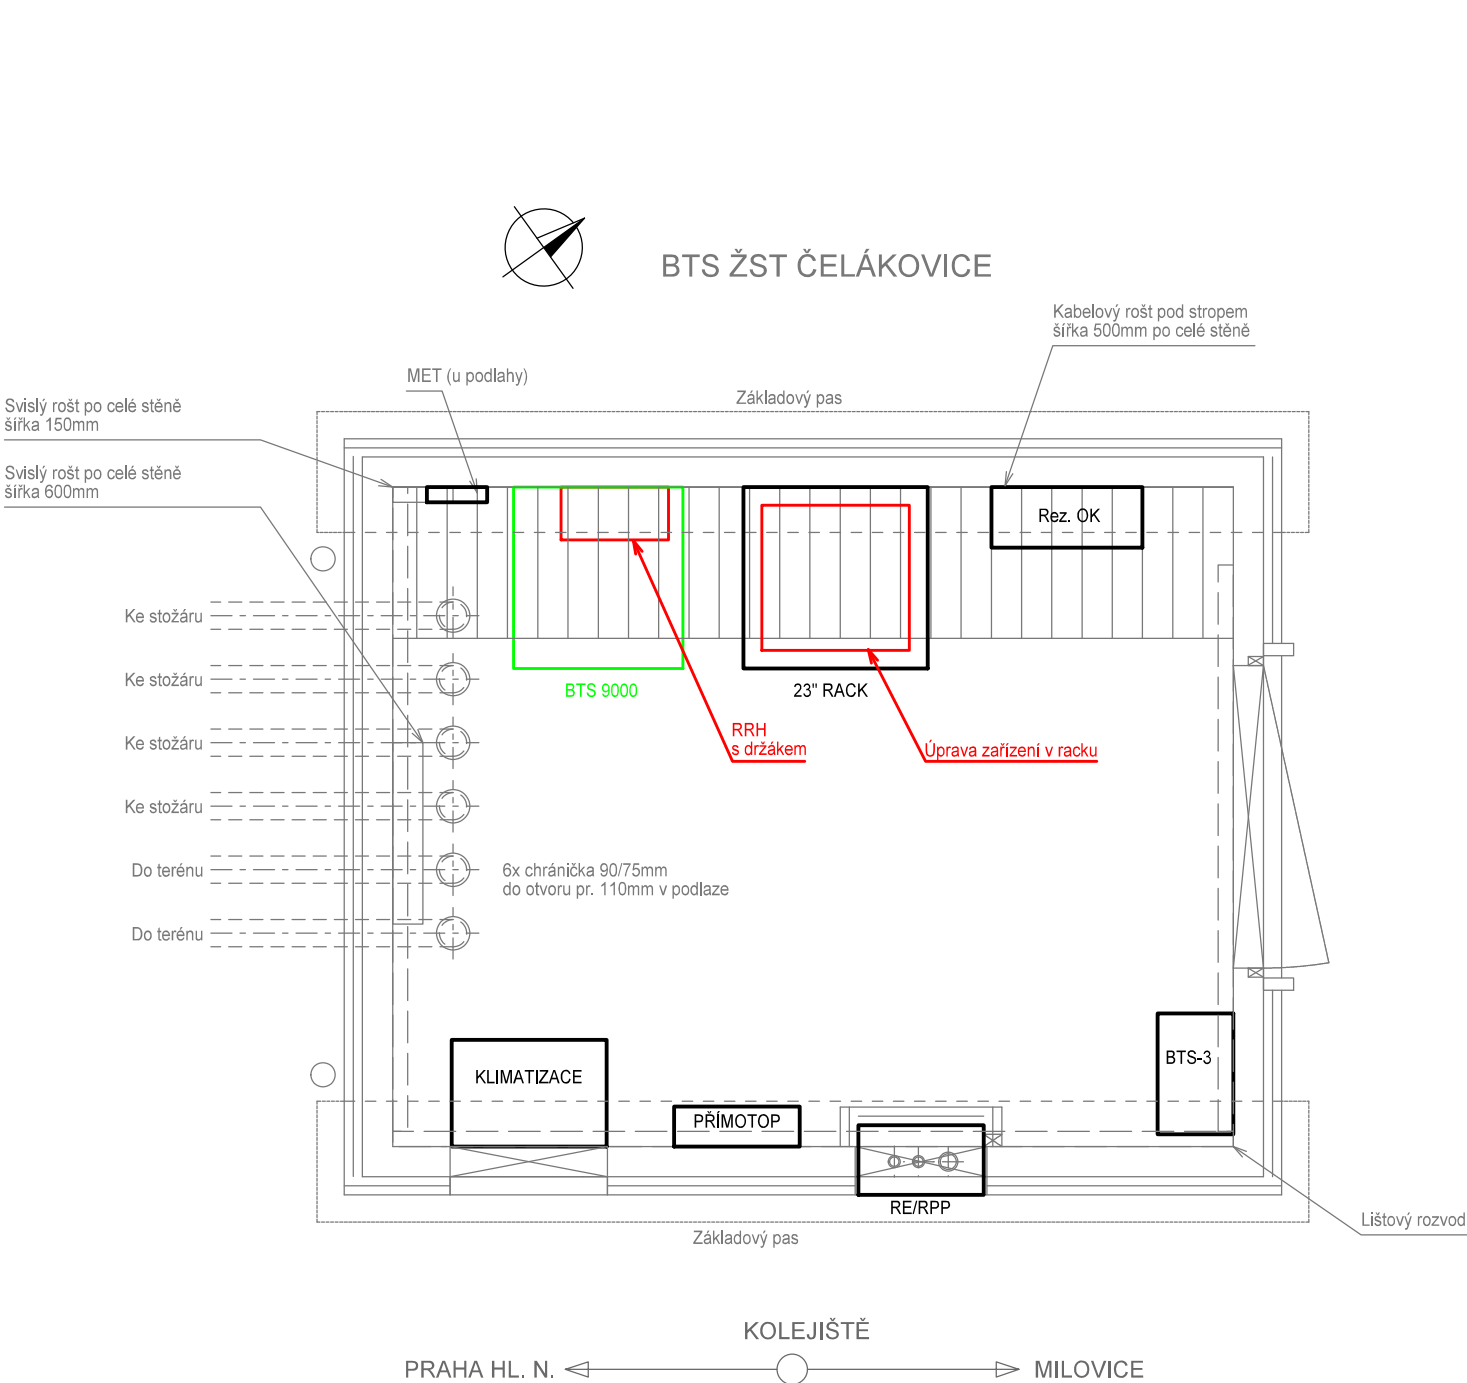 BTS ŽST ČELÁKOVICE
Kabelový rošt pod stropem
šířka 500mm po celé stěně
MET (u podlahy)
Základový pas
Svislý rošt po celé stěně
šířka 150mm
Svislý rošt po celé stěně
šířka 600mm
Rez. OK
Ke stožáru
Ke stožáru
BTS 9000
23" RACK
RRH
s držákem
Úprava zařízení v racku
Ke stožáru
Ke stožáru
Do terénu
6x chránička 90/75mm
do otvoru pr. 110mm v podlaze
Do terénu
BTS-3
KLIMATIZACE
PŘÍMOTOP
RE/RPP
Lištový rozvod
Základový pas
KOLEJIŠTĚ
PRAHA HL. N.
MILOVICE